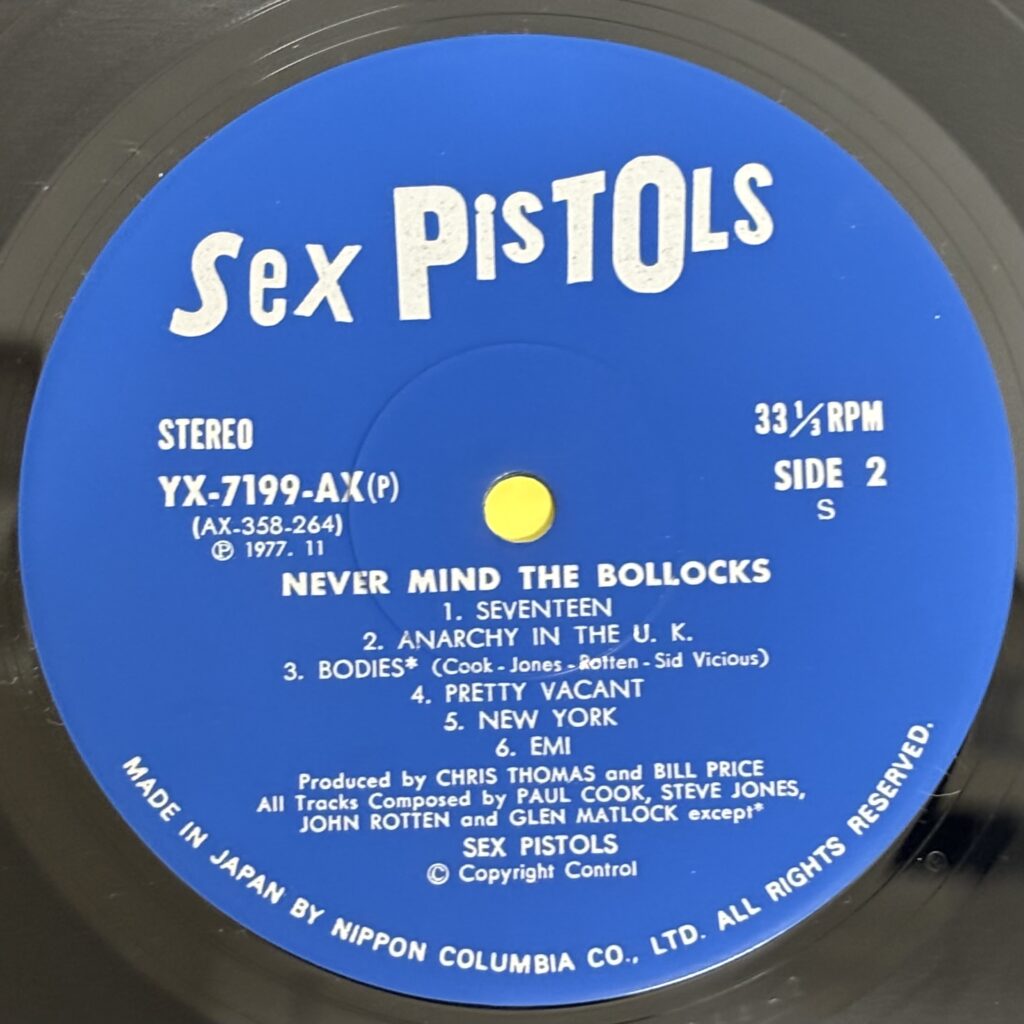 Sex PiSTOLS
STEREO
33 1/3 RPM
YX-7199-AX(P)
SIDE 2
(AX-358-264)
S
Ⓟ 1977. 11
NEVER MIND THE BOLLOCKS
1. SEVENTEEN
2. ANARCHY IN THE U. K.
3. BODIES* (Cook - Jones - Rotten - Sid Vicious)
4. PRETTY VACANT
5. NEW YORK
6. EMI
Produced by CHRIS THOMAS and BILL PRICE
All Tracks Composed by PAUL COOK, STEVE JONES,
JOHN ROTTEN and GLEN MATLOCK except*
SEX PISTOLS
© Copyright Control
MADE IN JAPAN BY NIPPON COLUMBIA CO., LTD. ALL RIGHTS RESERVED.